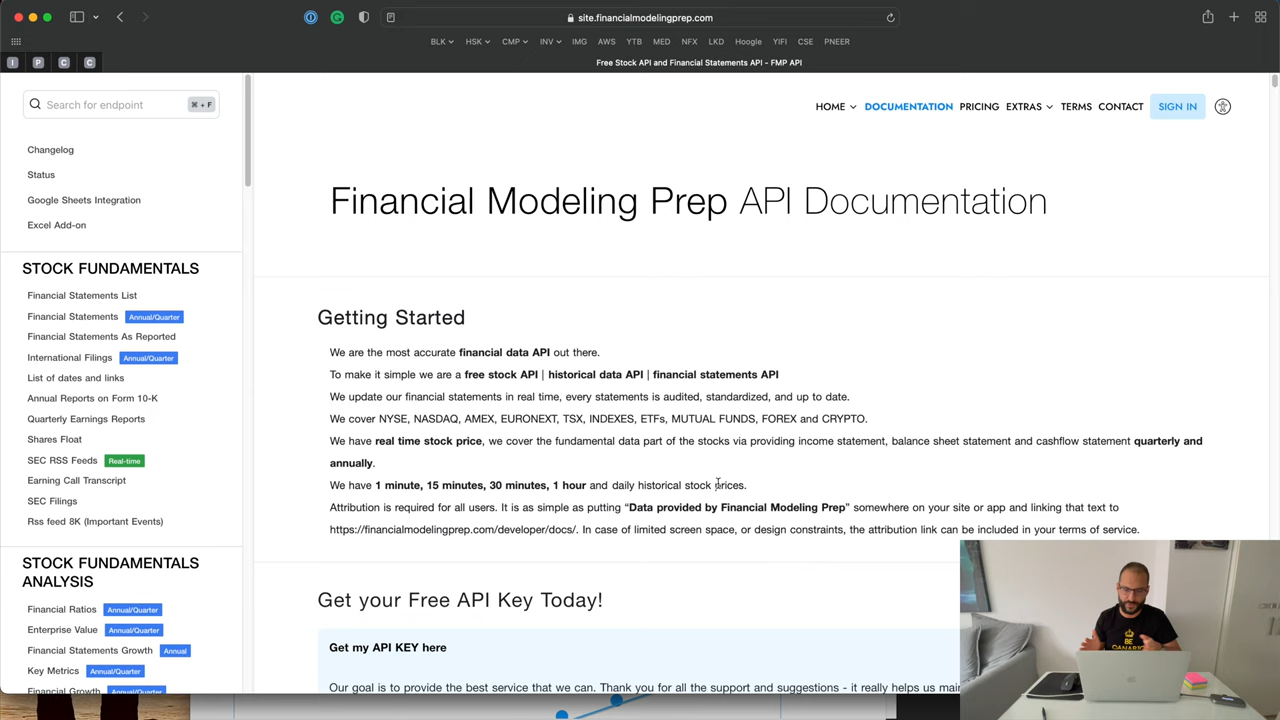 site.financialmodelingprep.com
BLK HSK CMP INV IMG AWS YTB MED NFX LKD Hoogle YIFI CSE PNEER
I P C C Free Stock API and Financial Statements API - FMP API
Search for endpoint ⌘ + F
HOME DOCUMENTATION PRICING EXTRAS TERMS CONTACT SIGN IN
Changelog
Status
Google Sheets Integration
Excel Add-on
STOCK FUNDAMENTALS
Financial Statements List
Financial Statements Annual/Quarter
Financial Statements As Reported
International Filings Annual/Quarter
List of dates and links
Annual Reports on Form 10-K
Quarterly Earnings Reports
Shares Float
SEC RSS Feeds Real-time
Earning Call Transcript
SEC Filings
Rss feed 8K (Important Events)
STOCK FUNDAMENTALS
ANALYSIS
Financial Ratios Annual/Quarter
Enterprise Value Annual/Quarter
Financial Statements Growth Annual
Key Metrics Annual/Quarter
Financial Growth Annual/Quarter
Financial Modeling Prep API Documentation
Getting Started
We are the most accurate financial data API out there.
To make it simple we are a free stock API | historical data API | financial statements API
We update our financial statements in real time, every statements is audited, standardized, and up to date.
We cover NYSE, NASDAQ, AMEX, EURONEXT, TSX, INDEXES, ETFs, MUTUAL FUNDS, FOREX and CRYPTO.
We have real time stock price, we cover the fundamental data part of the stocks via providing income statement, balance sheet statement and cashflow statement quarterly and
annually.
We have 1 minute, 15 minutes, 30 minutes, 1 hour and daily historical stock prices.
Attribution is required for all users. It is as simple as putting “Data provided by Financial Modeling Prep” somewhere on your site or app and linking that text to
https://financialmodelingprep.com/developer/docs/. In case of limited screen space, or design constraints, the attribution link can be included in your terms of service.
Get your Free API Key Today!
Get my API KEY here
Our goal is to provide the best service that we can. Thank you for all the support and suggestions - it really helps us
BE
CANARIO